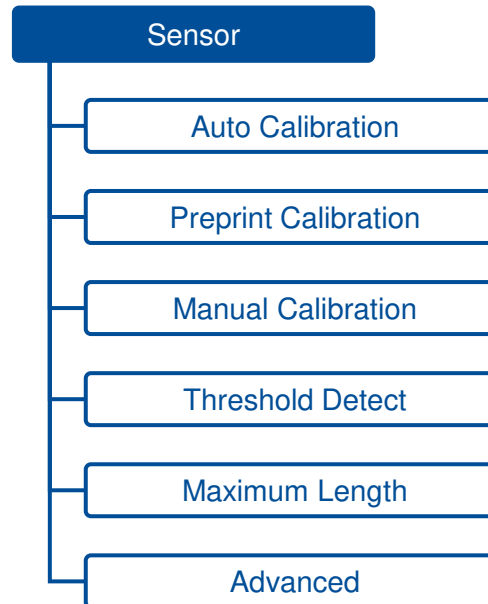 Sensor
Auto Calibration
Preprint Calibration
Manual Calibration
Threshold Detect
Maximum Length
Advanced